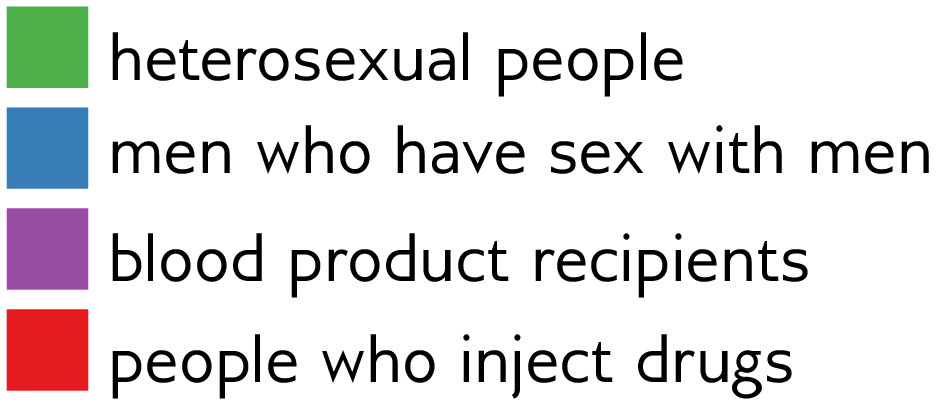 heterosexual people
men who have sex with men
blood product recipients
people who inject drugs